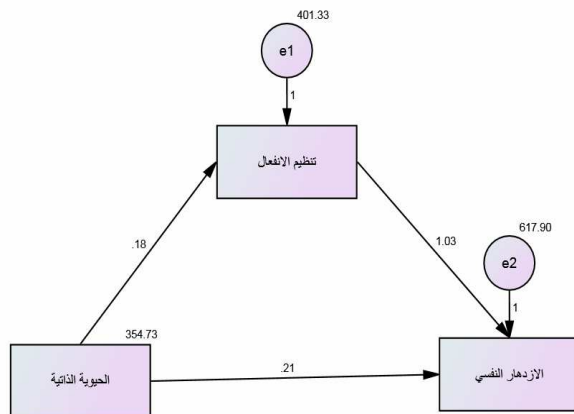 401.33
e1
1
تنظيم الانفعال
.18
1.03
617.90
e2
1
354.73
الحيوية الذاتية
.21
الازدهار النفسي